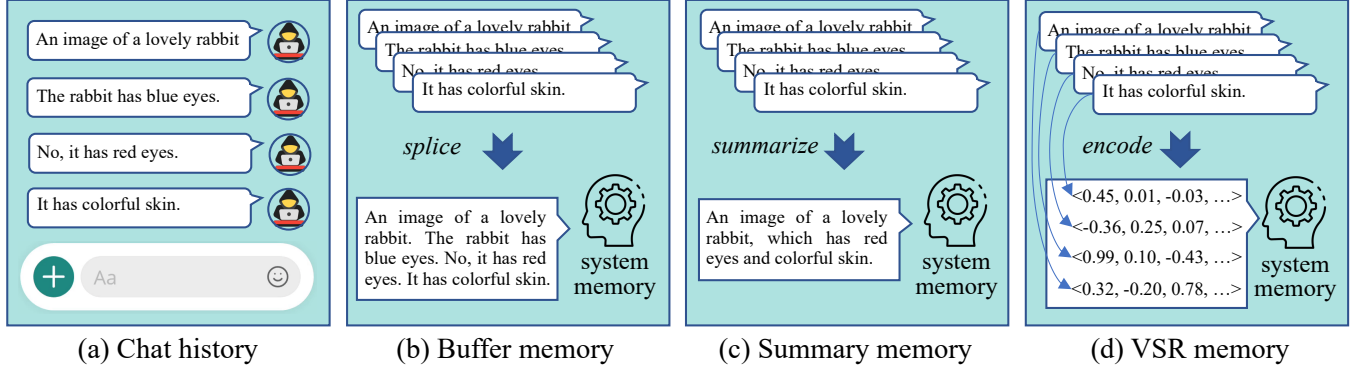 An image of a lovely rabbit
The rabbit has blue eyes.
No, it has red eyes.
It has colorful skin.
Aa
(a) Chat history
An image of a lovely rabbit
The rabbit has blue eyes.
No, it has red eyes.
It has colorful skin.
splice
An image of a lovely
rabbit. The rabbit has
blue eyes. No, it has red
eyes. It has colorful skin.
system
memory
(b) Buffer memory
An image of a lovely rabbit
The rabbit has blue eyes.
No, it has red eyes.
It has colorful skin.
summarize
An image of a lovely
rabbit, which has red
eyes and colorful skin.
system
memory
(c) Summary memory
An image of a lovely rabbit
The rabbit has blue eyes.
No, it has red eyes.
It has colorful skin.
encode
<0.45, 0.01, -0.03, …>
<-0.36, 0.25, 0.07, …>
<0.99, 0.10, -0.43, …>
<0.32, -0.20, 0.78, …>
system
memory
(d) VSR memory